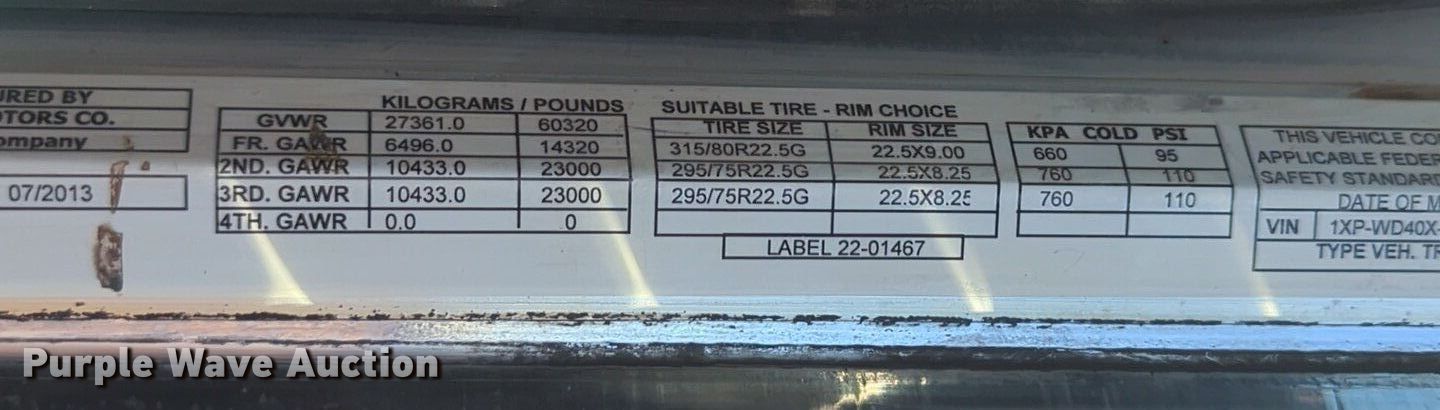 URED BY
OTORS CO.
ompany
07/2013
KILOGRAMS / POUNDS
GVWR 27361.0 60320
FR. GAWR 6496.0 14320
2ND. GAWR 10433.0 23000
3RD. GAWR 10433.0 23000
4TH. GAWR 0.0 0
SUITABLE TIRE - RIM CHOICE
TIRE SIZE RIM SIZE
315/80R22.5G 22.5X9.00
295/75R22.5G 22.5X8.25
295/75R22.5G 22.5X8.25
LABEL 22-01467
KPA COLD PSI
660 95
760 110
760 110
THIS VEHICLE CO
APPLICABLE FEDER
SAFETY STANDARD
DATE OF M
VIN 1XP-WD40X-
TYPE VEH. TR
Purple Wave Auction